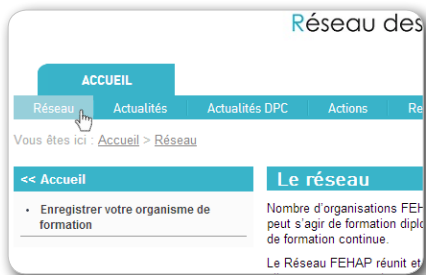 Réseau des
ACCUEIL
Réseau Actualités Actualités DPC Actions
Vous êtes ici : Accueil > Réseau
<< Accueil
Le réseau
• Enregistrer votre organisme de
formation
Nombre d'organisations FEH
peut s'agir de formation diplo
de formation continue.
Le Réseau FEHAP réunit et